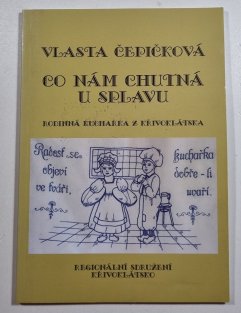 VLASTA ČEPIČKOVÁ
CO NÁM CHUTNÁ
U SPLAVU
RODINNÁ KUCHAŘKA Z KŘIVOKLÁTSKA
Radost se
objeví
ve tváři,
kuchařka
dobře-li
uvaří.
REGIONÁLNÍ SDRUŽENÍ
KŘIVOKLÁTSKO